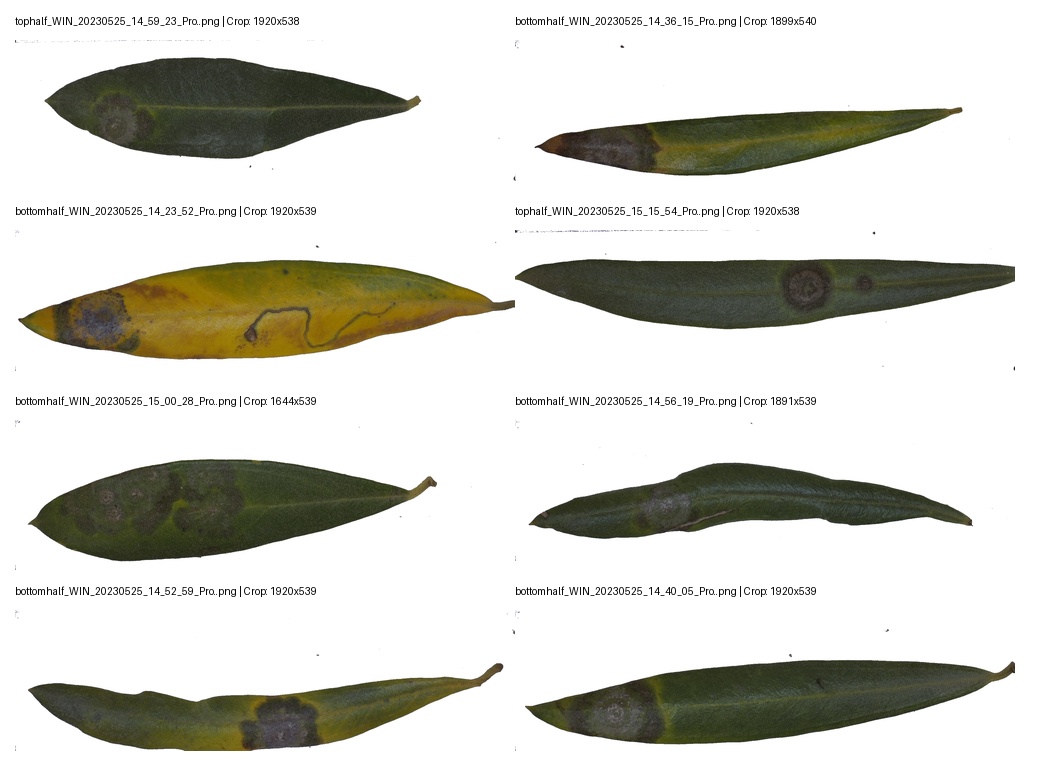 tophalf_WIN_20230525_14_59_23_Pro..png | Crop: 1920x538
bottomhalf_WIN_20230525_14_36_15_Pro..png | Crop: 1899x540
bottomhalf_WIN_20230525_14_23_52_Pro..png | Crop: 1920x539
tophalf_WIN_20230525_15_15_54_Pro..png | Crop: 1920x538
bottomhalf_WIN_20230525_15_00_28_Pro..png | Crop: 1644x539
bottomhalf_WIN_20230525_14_56_19_Pro..png | Crop: 1891x539
bottomhalf_WIN_20230525_14_52_59_Pro..png | Crop: 1920x539
bottomhalf_WIN_20230525_14_40_05_Pro..png | Crop: 1920x539